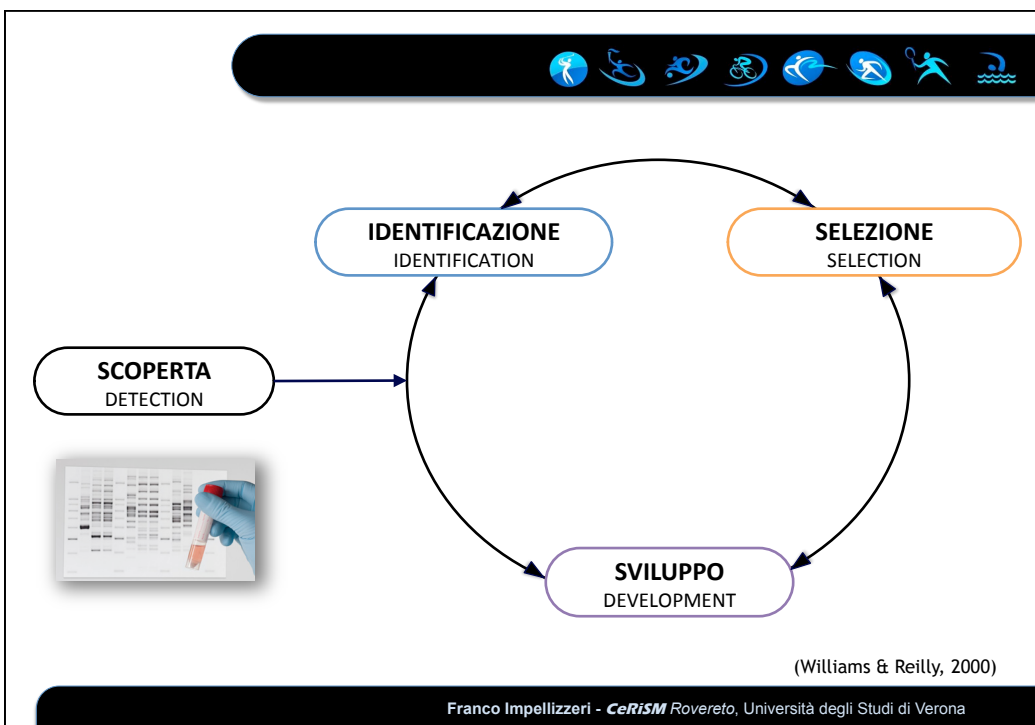 IDENTIFICAZIONE
IDENTIFICATION
SELEZIONE
SELECTION
SCOPERTA
DETECTION
SVILUPPO
DEVELOPMENT
(Williams & Reilly, 2000)
Franco Impellizzeri - CeRiSM Rovereto, Università degli Studi di Verona